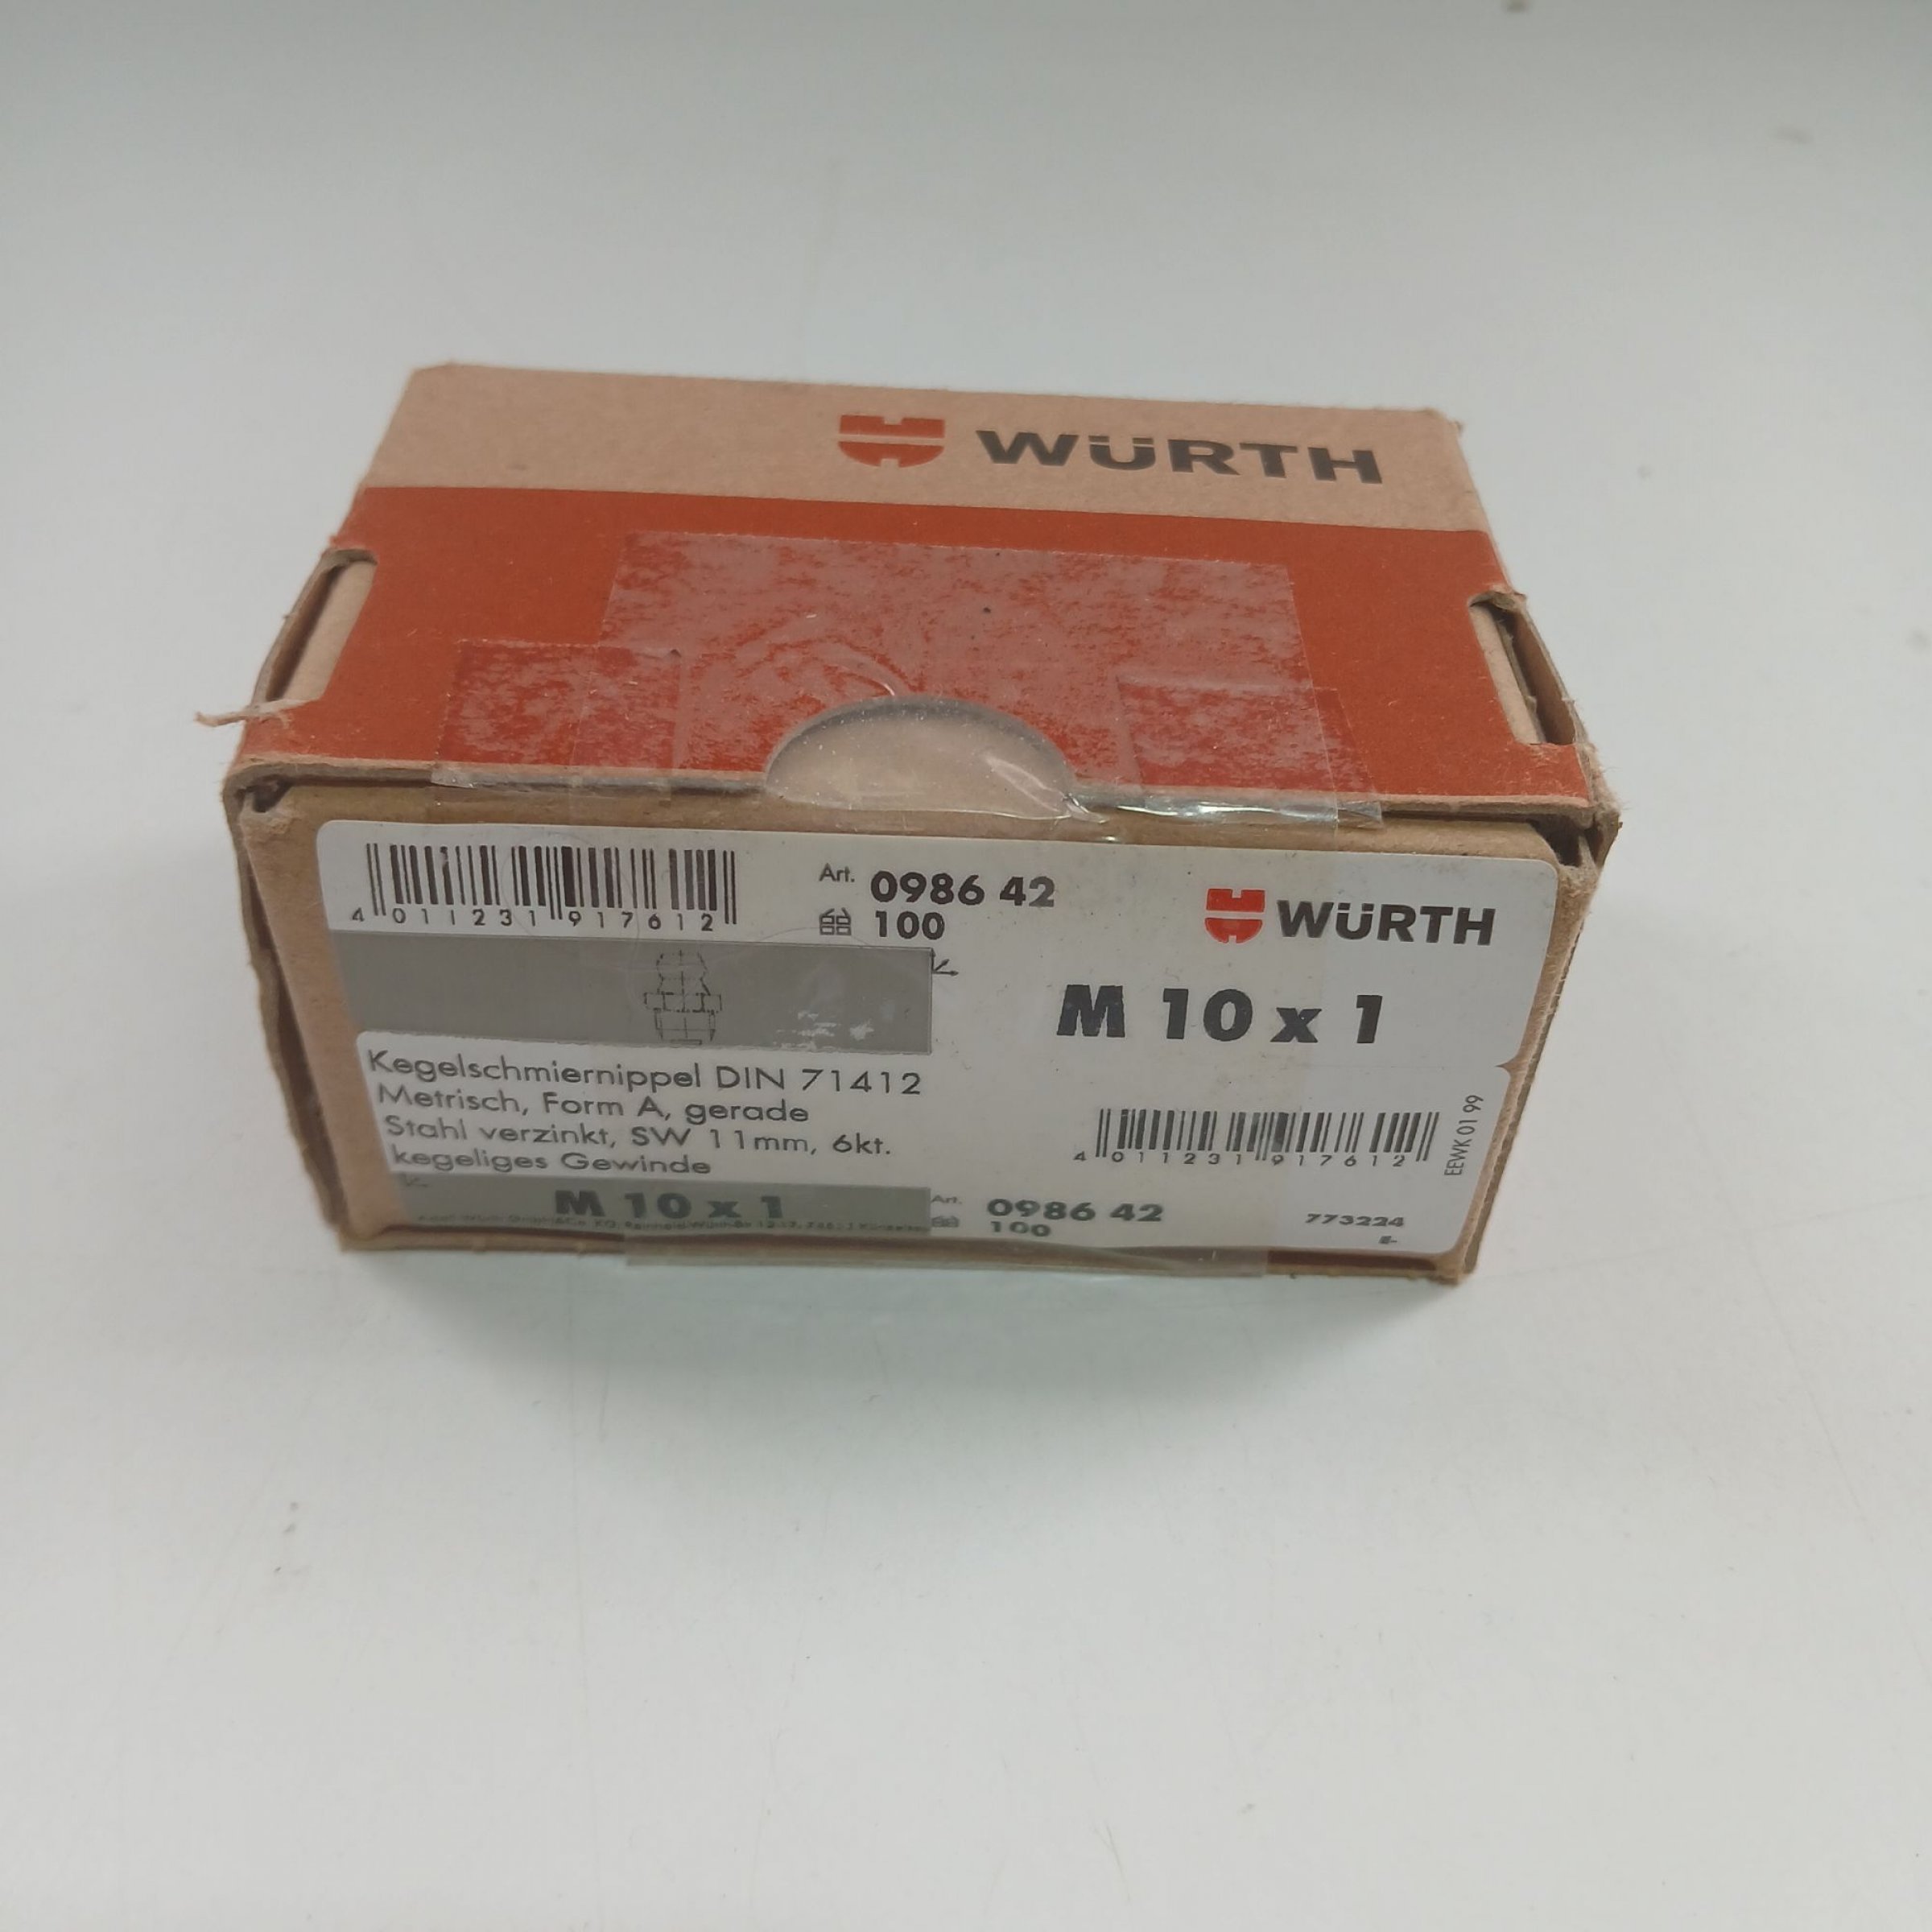 WÜRTH
4 011231 917612
Art. 0986 42
100
WÜRTH
M 10 x 1
Kegelschmiernippel DIN 71412
Metrisch, Form A, gerade
Stahl verzinkt, SW 11mm, 6kt.
kegeliges Gewinde
M 10 x 1
4 011231 917612
EEWK 01 99
Art. 0986 42
100
773224